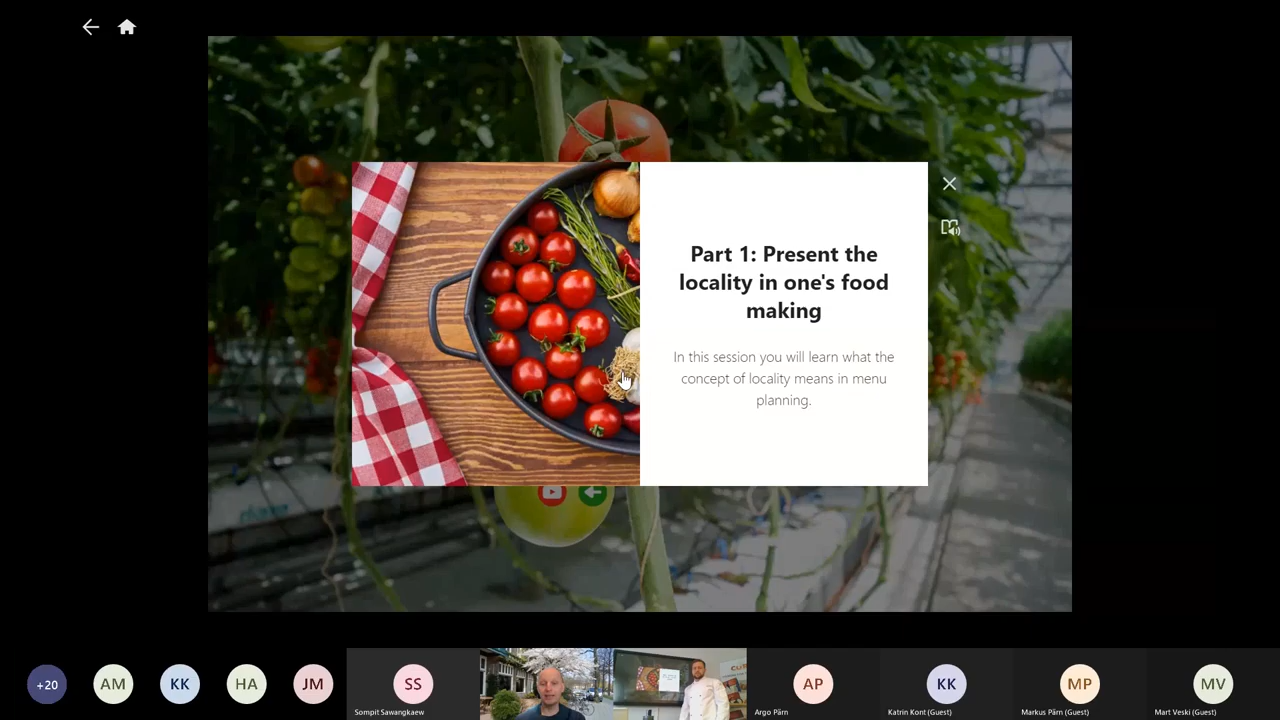 Part 1: Present the
locality in one's food
making
In this session you will learn what the
concept of locality means in menu
planning.
+20
AM
KK
HA
JM
SS
Sompit Sawangkaew
AP
Argo Pärn
KK
Katrin Kont (Guest)
MP
Markus Pärn (Guest)
MV
Mart Veski (Guest)